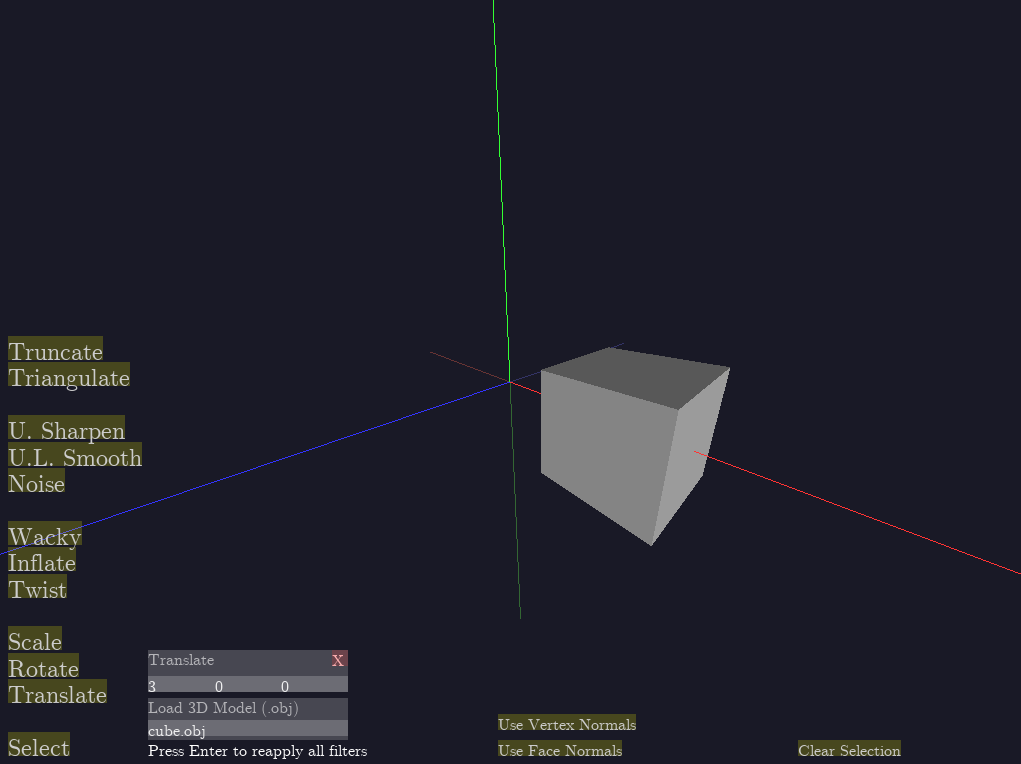 Truncate
Triangulate
U. Sharpen
U.L. Smooth
Noise
Wacky
Inflate
Twist
Scale
Rotate
Translate
Select
Translate X
3 0 0
Load 3D Model (.obj)
cube.obj
Press Enter to reapply all filters
Use Vertex Normals
Use Face Normals
Clear Selection